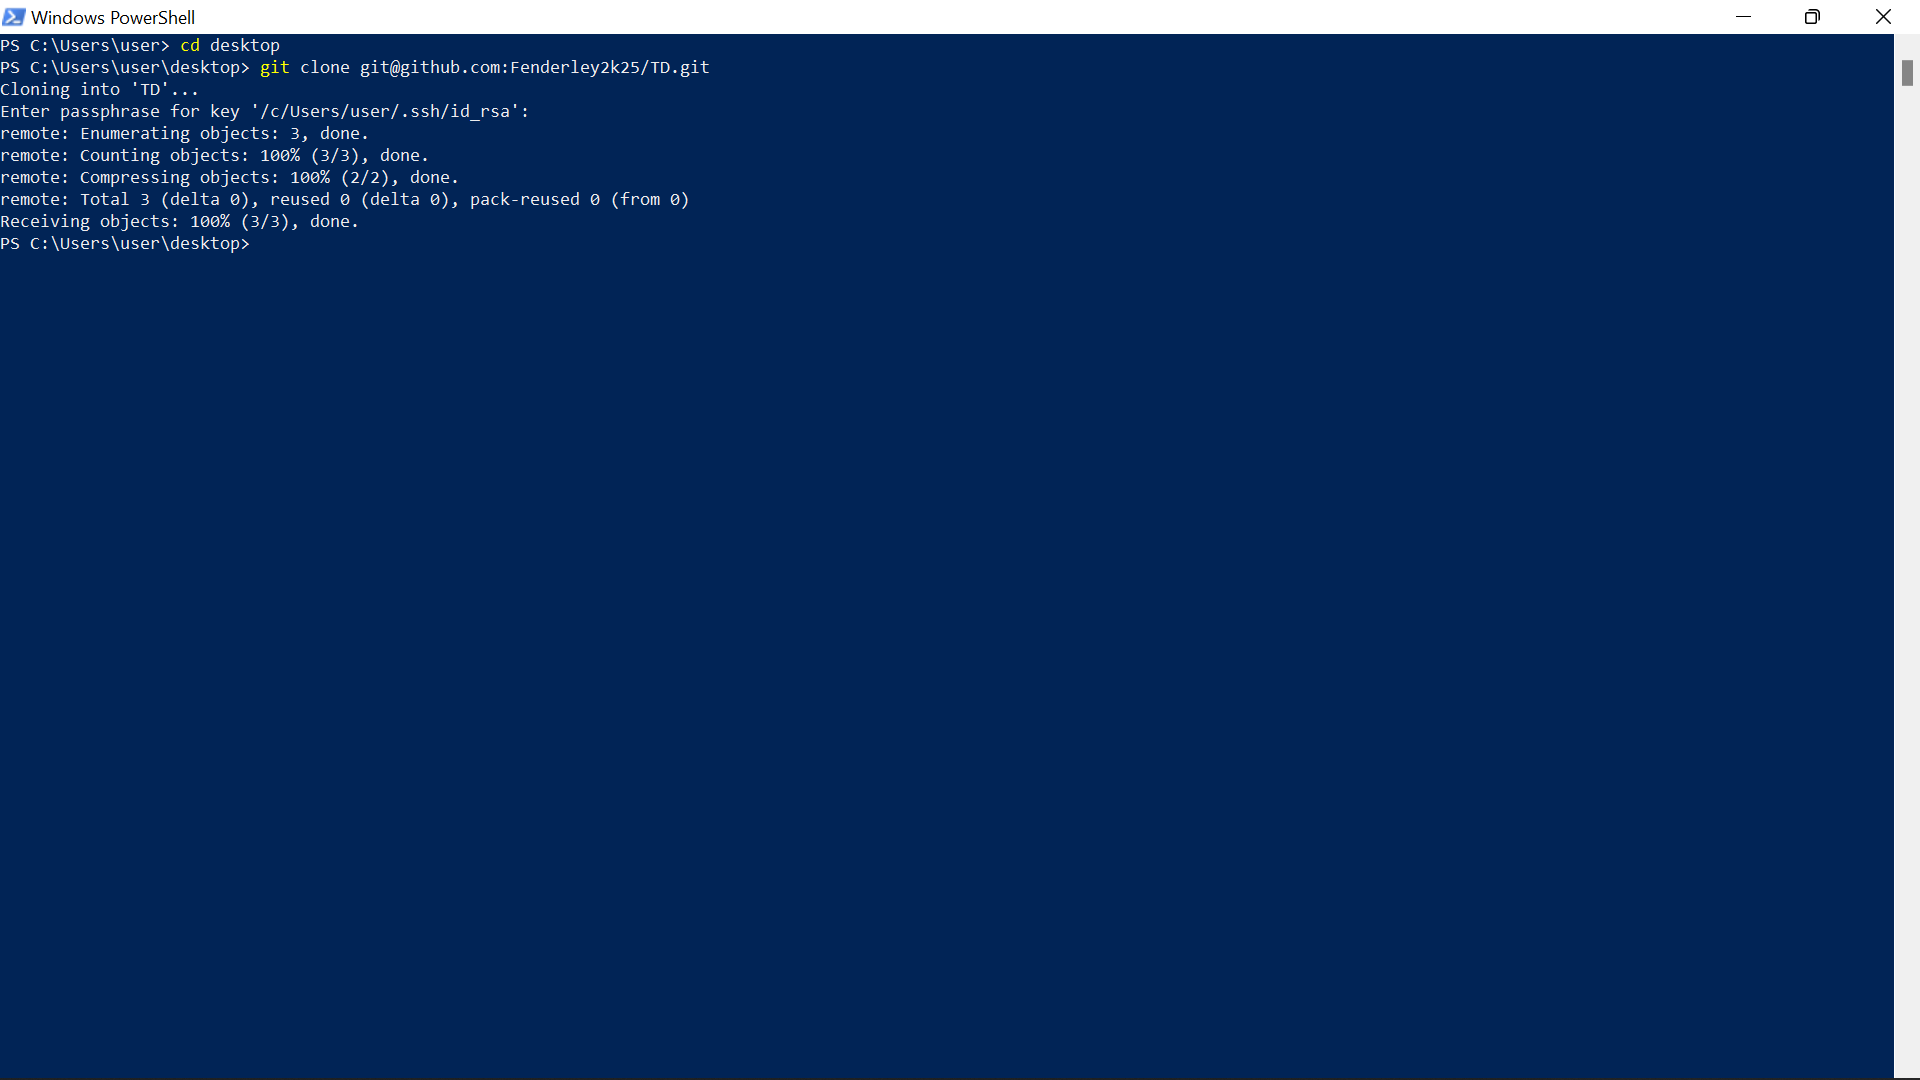 Windows PowerShell
PS C:\Users\user> cd desktop
PS C:\Users\user\desktop> git clone git@github.com:Fenderley2k25/TD.git
Cloning into 'TD'...
Enter passphrase for key '/c/Users/user/.ssh/id_rsa':
remote: Enumerating objects: 3, done.
remote: Counting objects: 100% (3/3), done.
remote: Compressing objects: 100% (2/2), done.
remote: Total 3 (delta 0), reused 0 (delta 0), pack-reused 0 (from 0)
Receiving objects: 100% (3/3), done.
PS C:\Users\user\desktop>